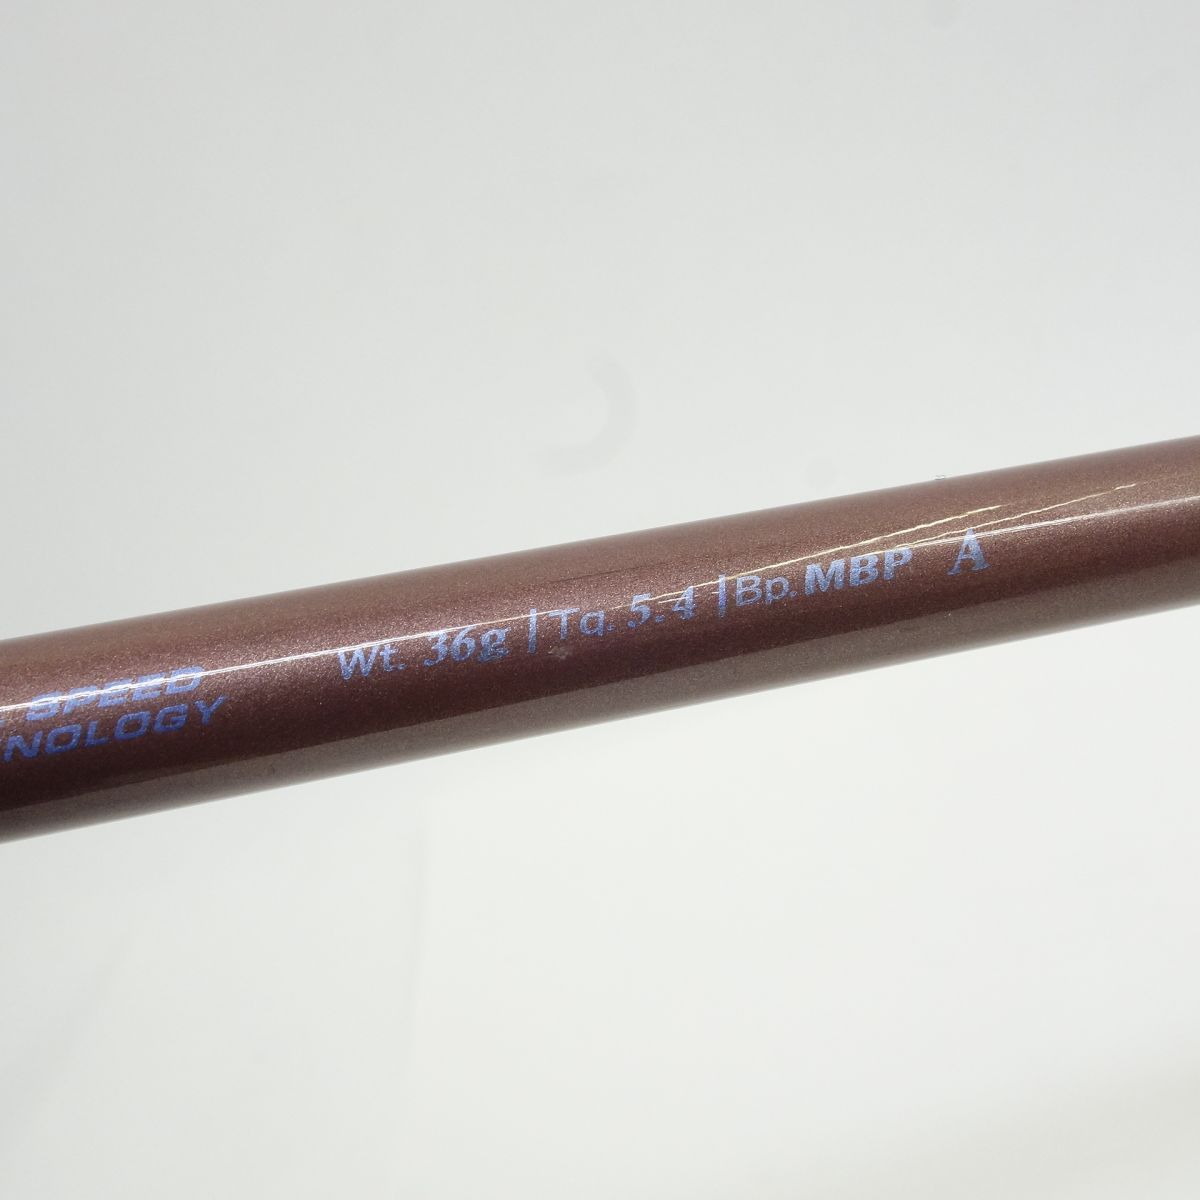 SPEED
NOLOGY
Wt. 36g | Tq. 5.4 | Bp. MBP A